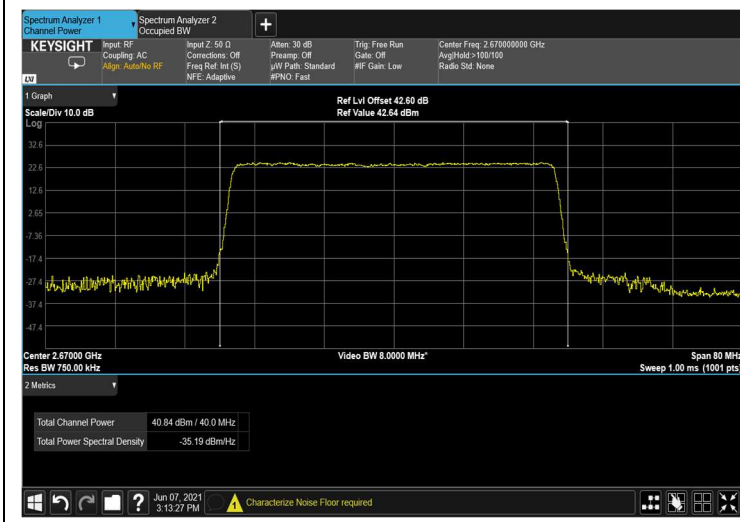 Spectrum Analyzer 1
Channel Power
Spectrum Analyzer 2
Occupied BW
KEYSIGHT
LXI
Input: RF
Coupling: AC
Align: Auto/No RF
Input Z: 50 Ω
Corrections: Off
Freq Ref: Int (S)
NFE: Adaptive
Atten: 30 dB
Preamp: Off
µW Path: Standard
#PNO: Fast
Trig: Free Run
Gate: Off
#IF Gain: Low
Center Freq: 2.670000000 GHz
Avg|Hold:>100/100
Radio Std: None
1 Graph
Scale/Div 10.0 dB
Ref Lvl Offset 42.60 dB
Ref Value 42.64 dBm
Log
32.6
22.6
12.6
2.65
-7.36
-17.4
-27.4
-37.4
-47.4
Center 2.67000 GHz
Video BW 8.0000 MHz*
Span 80 MHz
Res BW 750.00 kHz
Sweep 1.00 ms (1001 pts)
2 Metrics
Total Channel Power 40.84 dBm / 40.0 MHz
Total Power Spectral Density -35.19 dBm/Hz
?
Jun 07, 2021
3:13:27 PM
1
Characterize Noise Floor required